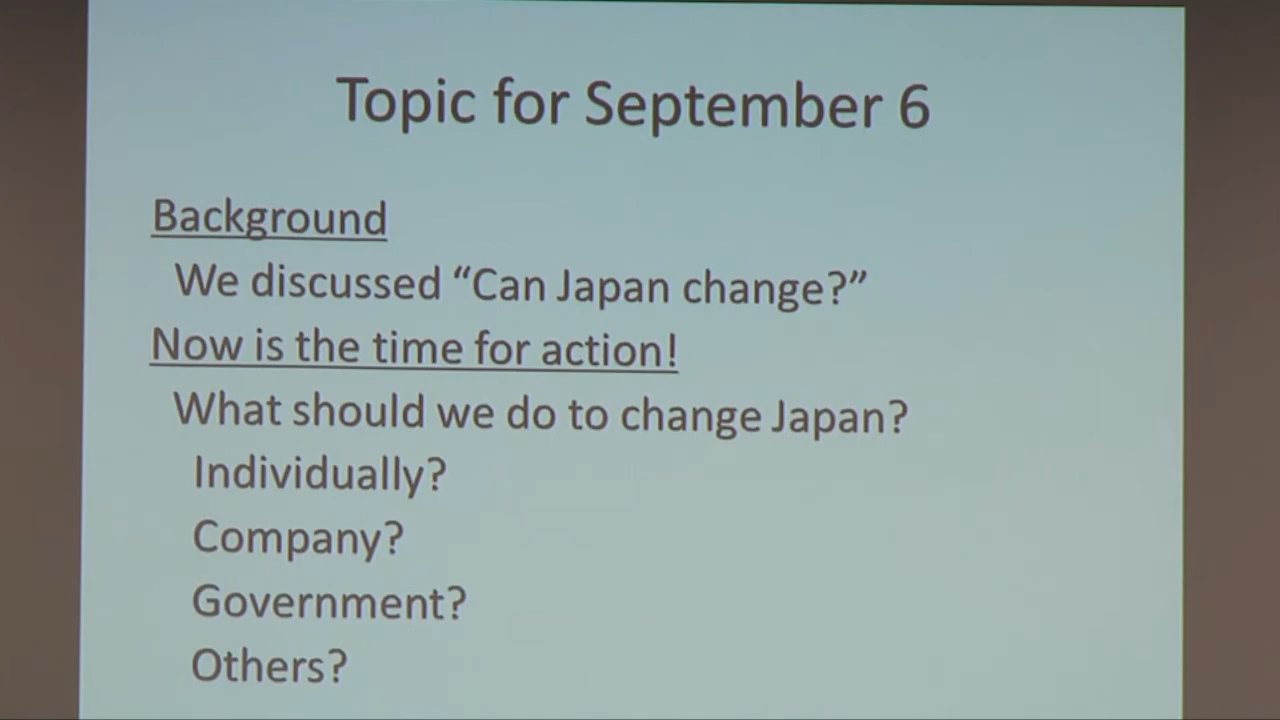 Topic for September 6
Background
We discussed “Can Japan change?”
Now is the time for action!
What should we do to change Japan?
Individually?
Company?
Government?
Others?